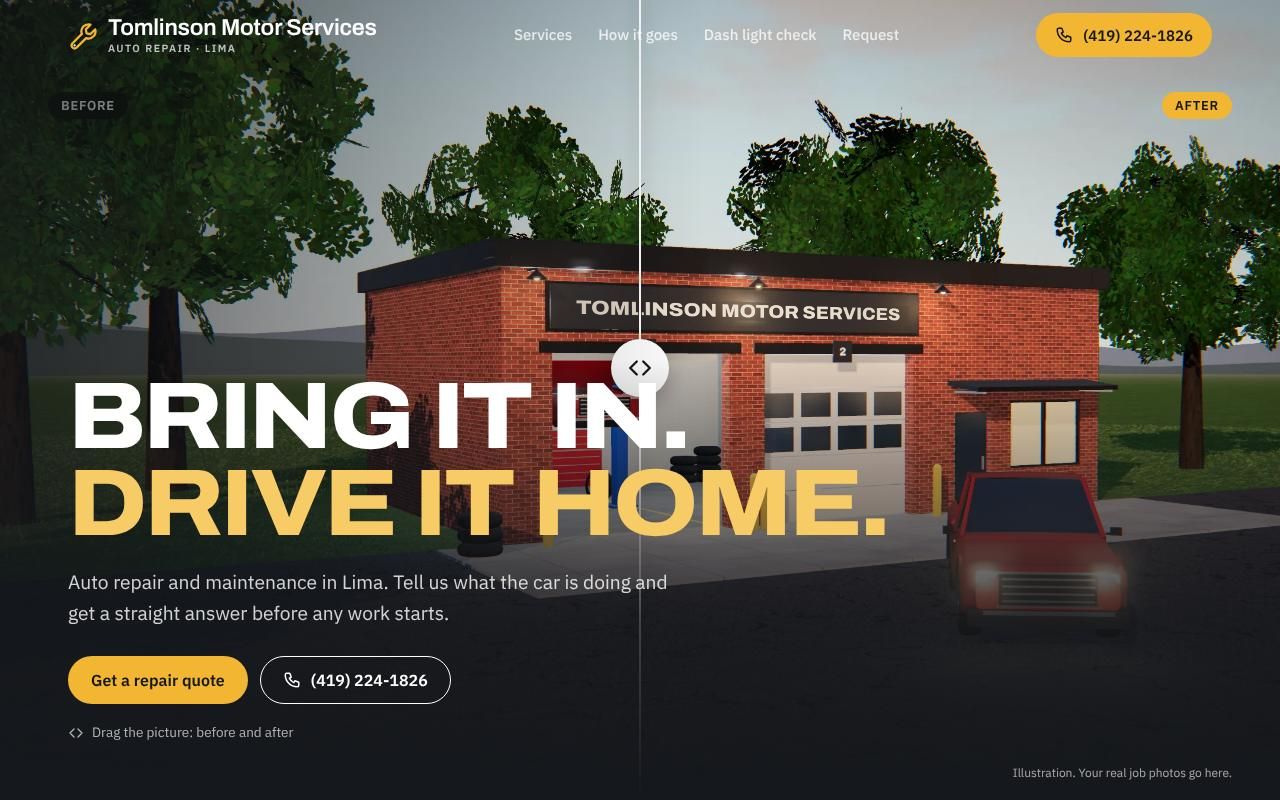 Tomlinson Motor Services
AUTO REPAIR · LIMA
Services
How it goes
Dash light check
Request
(419) 224-1826
BEFORE
AFTER
TOMLINSON MOTOR SERVICES
2
BRING IT IN.
DRIVE IT HOME.
Auto repair and maintenance in Lima. Tell us what the car is doing and
get a straight answer before any work starts.
Get a repair quote
(419) 224-1826
Drag the picture: before and after
Illustration. Your real job photos go here.